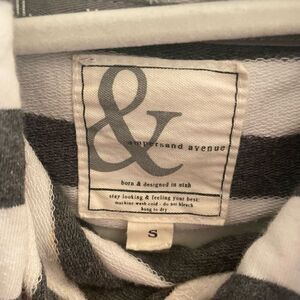 &
ampersand avenue
born & designed in utah
stay looking & feeling your best:
machine wash cold - do not bleach
hang to dry
S